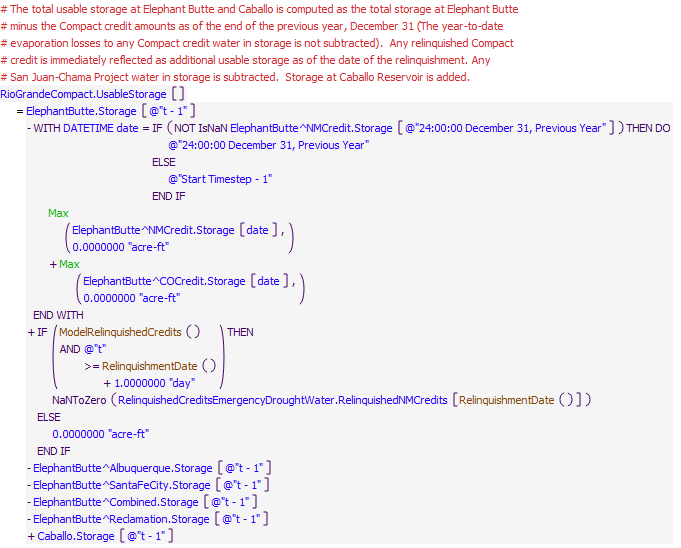 # The total usable storage at Elephant Butte and Caballo is computed as the total storage at Elephant Butte
# minus the Compact credit amounts as of the end of the previous year, December 31 (The year-to-date
# evaporation losses to any Compact credit water in storage is not subtracted).  Any relinquished Compact
# credit is immediately reflected as additional usable storage as of the date of the relinquishment. Any
# San Juan-Chama Project water in storage is subtracted.  Storage at Caballo Reservoir is added.
RioGrandeCompact.UsableStorage []
= ElephantButte.Storage [ @"t - 1" ]
- WITH DATETIME date = IF ( NOT IsNaN ElephantButte^NMCredit.Storage [ @"24:00:00 December 31, Previous Year" ] ) THEN DO
@"24:00:00 December 31, Previous Year"
ELSE
@"Start Timestep - 1"
END IF
Max
( ElephantButte^NMCredit.Storage [ date ] ,
0.0000000 "acre-ft" )
+ Max
( ElephantButte^COCredit.Storage [ date ] ,
0.0000000 "acre-ft" )
END WITH
+ IF ( ModelRelinquishedCredits () ) THEN
AND @"t"
>= RelinquishmentDate ()
+ 1.0000000 "day"
NaNToZero ( RelinquishedCreditsEmergencyDroughtWater.RelinquishedNMCredits [ RelinquishmentDate () ] )
ELSE
0.0000000 "acre-ft"
END IF
- ElephantButte^Albuquerque.Storage [ @"t - 1" ]
- ElephantButte^SantaFeCity.Storage [ @"t - 1" ]
- ElephantButte^Combined.Storage [ @"t - 1" ]
- ElephantButte^Reclamation.Storage [ @"t - 1" ]
+ Caballo.Storage [ @"t - 1" ]